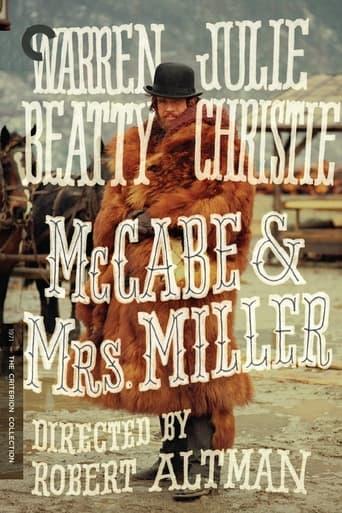 WARREN JULIE
BEATTY CHRISTIE
McCABE &
MRS. MILLER
DIRECTED BY
ROBERT ALTMAN
1971 THE CRITERION COLLECTION